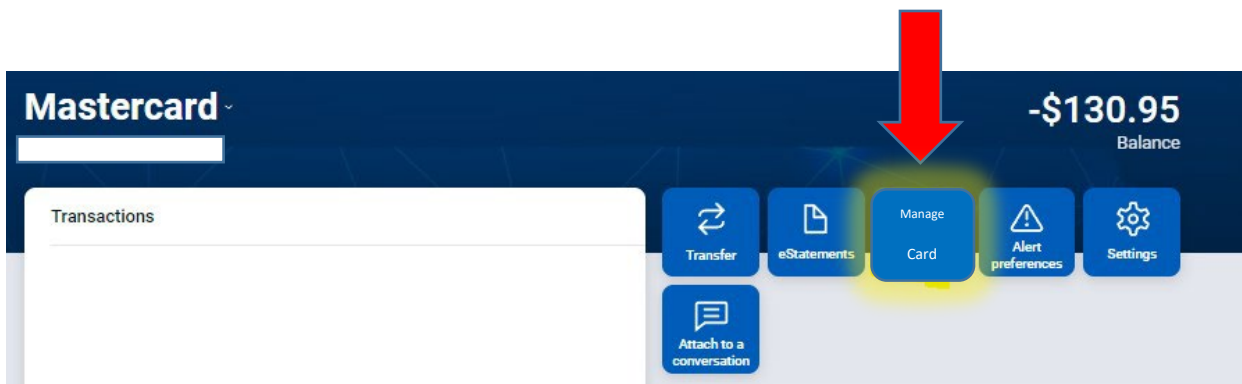 Mastercard
-$130.95
Balance
Transactions
Transfer
eStatements
Manage
Card
Alert
preferences
Settings
Attach to a
conversation